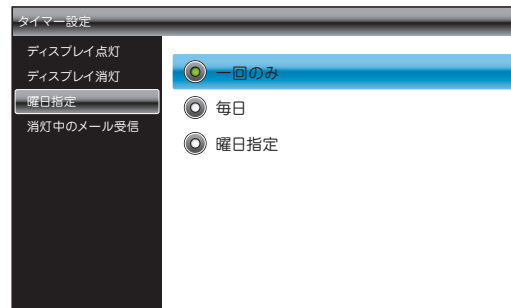 タイマー設定
ディスプレイ点灯
ディスプレイ消灯
曜日指定
消灯中のメール受信
一回のみ
毎日
曜日指定